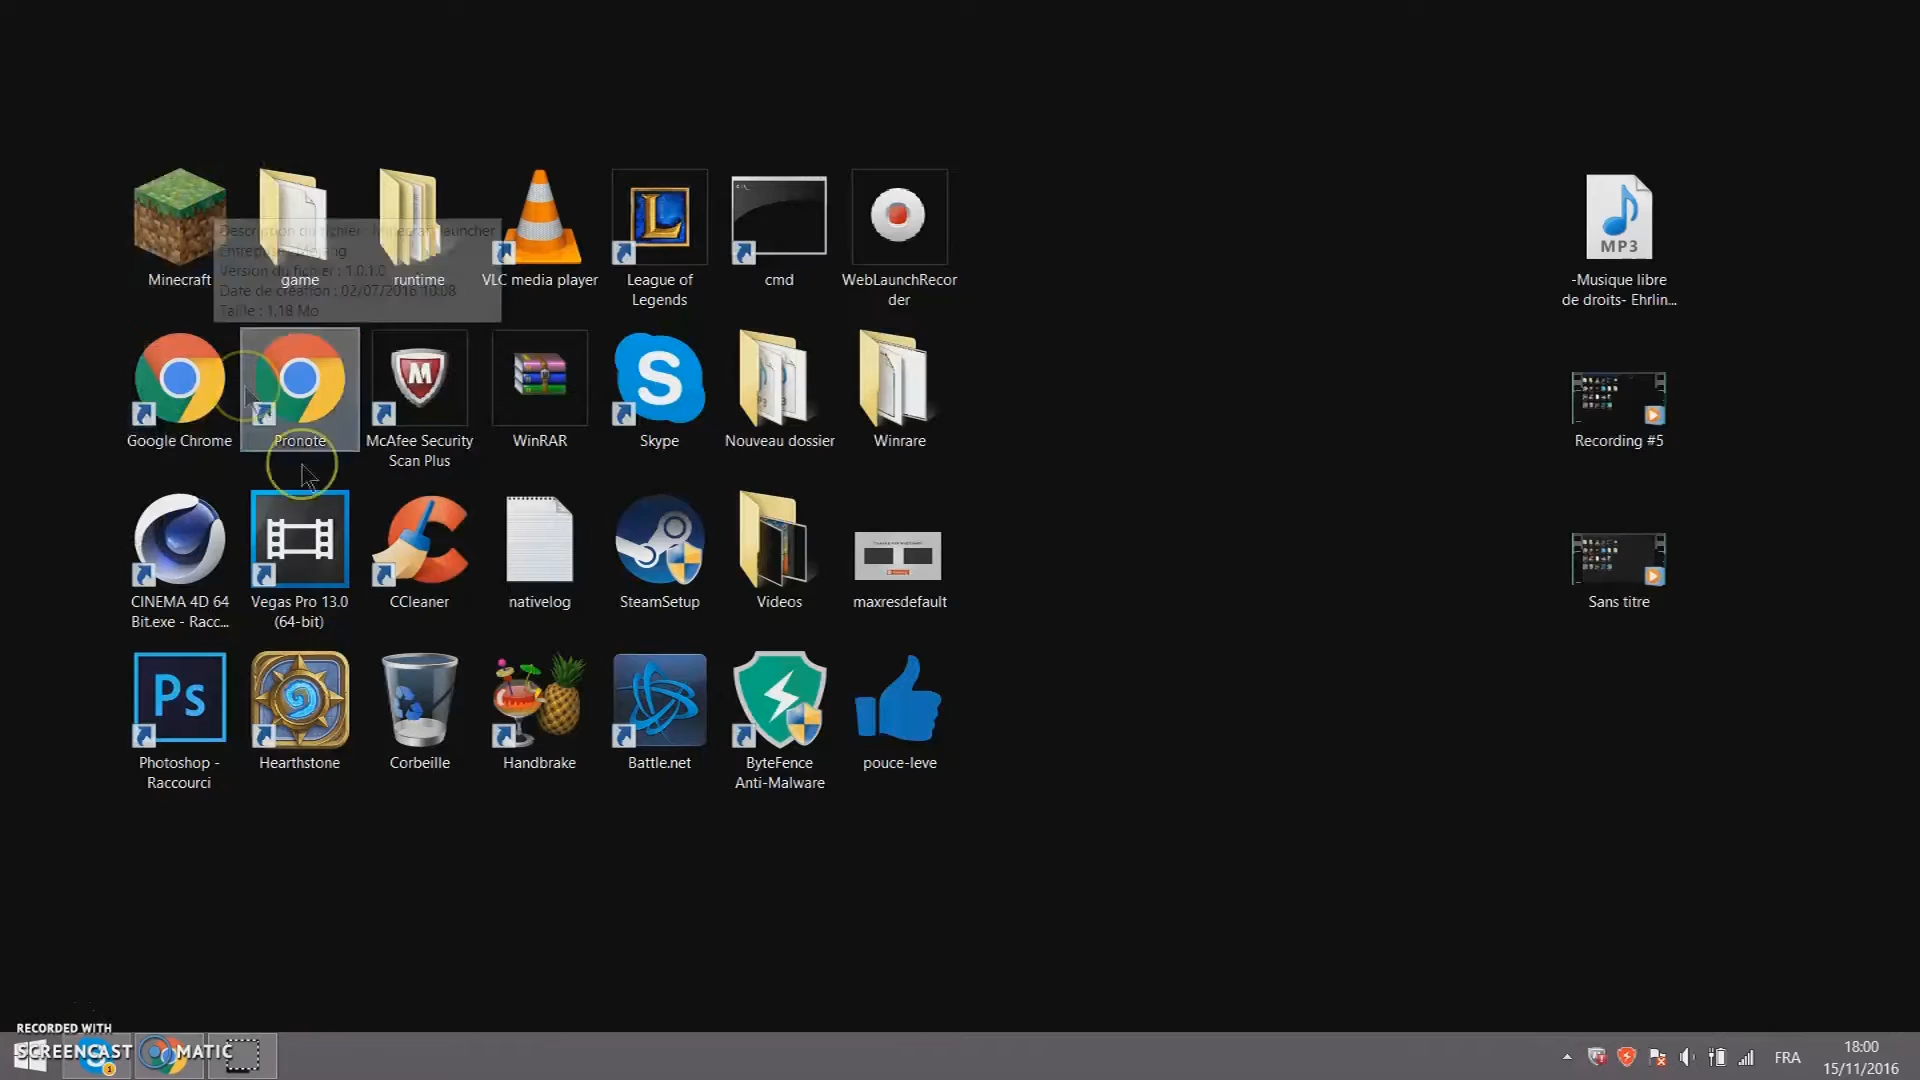 Minecraft
game
runtime
VLC media player
League of
Legends
cmd
WebLaunchRecor
der
-Musique libre
de droits- Ehrlin...
MP3
Description du fichier : Minecraft Launcher
Entreprise : Mojang
Version du fichier : 1.0.1.0
Date de création : 02/07/2016 10:08
Taille : 1,18 Mo
Google Chrome
Pronote
McAfee Security
Scan Plus
WinRAR
Skype
Nouveau dossier
Winrare
Recording #5
CINEMA 4D 64
Bit.exe - Racc...
Vegas Pro 13.0
(64-bit)
CCleaner
nativelog
SteamSetup
Videos
maxresdefault
Sans titre
Ps
Photoshop -
Raccourci
Hearthstone
Corbeille
Handbrake
Battle.net
ByteFence
Anti-Malware
pouce-leve
RECORDED WITH
SCREENCAST MATIC
FRA
18:00
15/11/2016